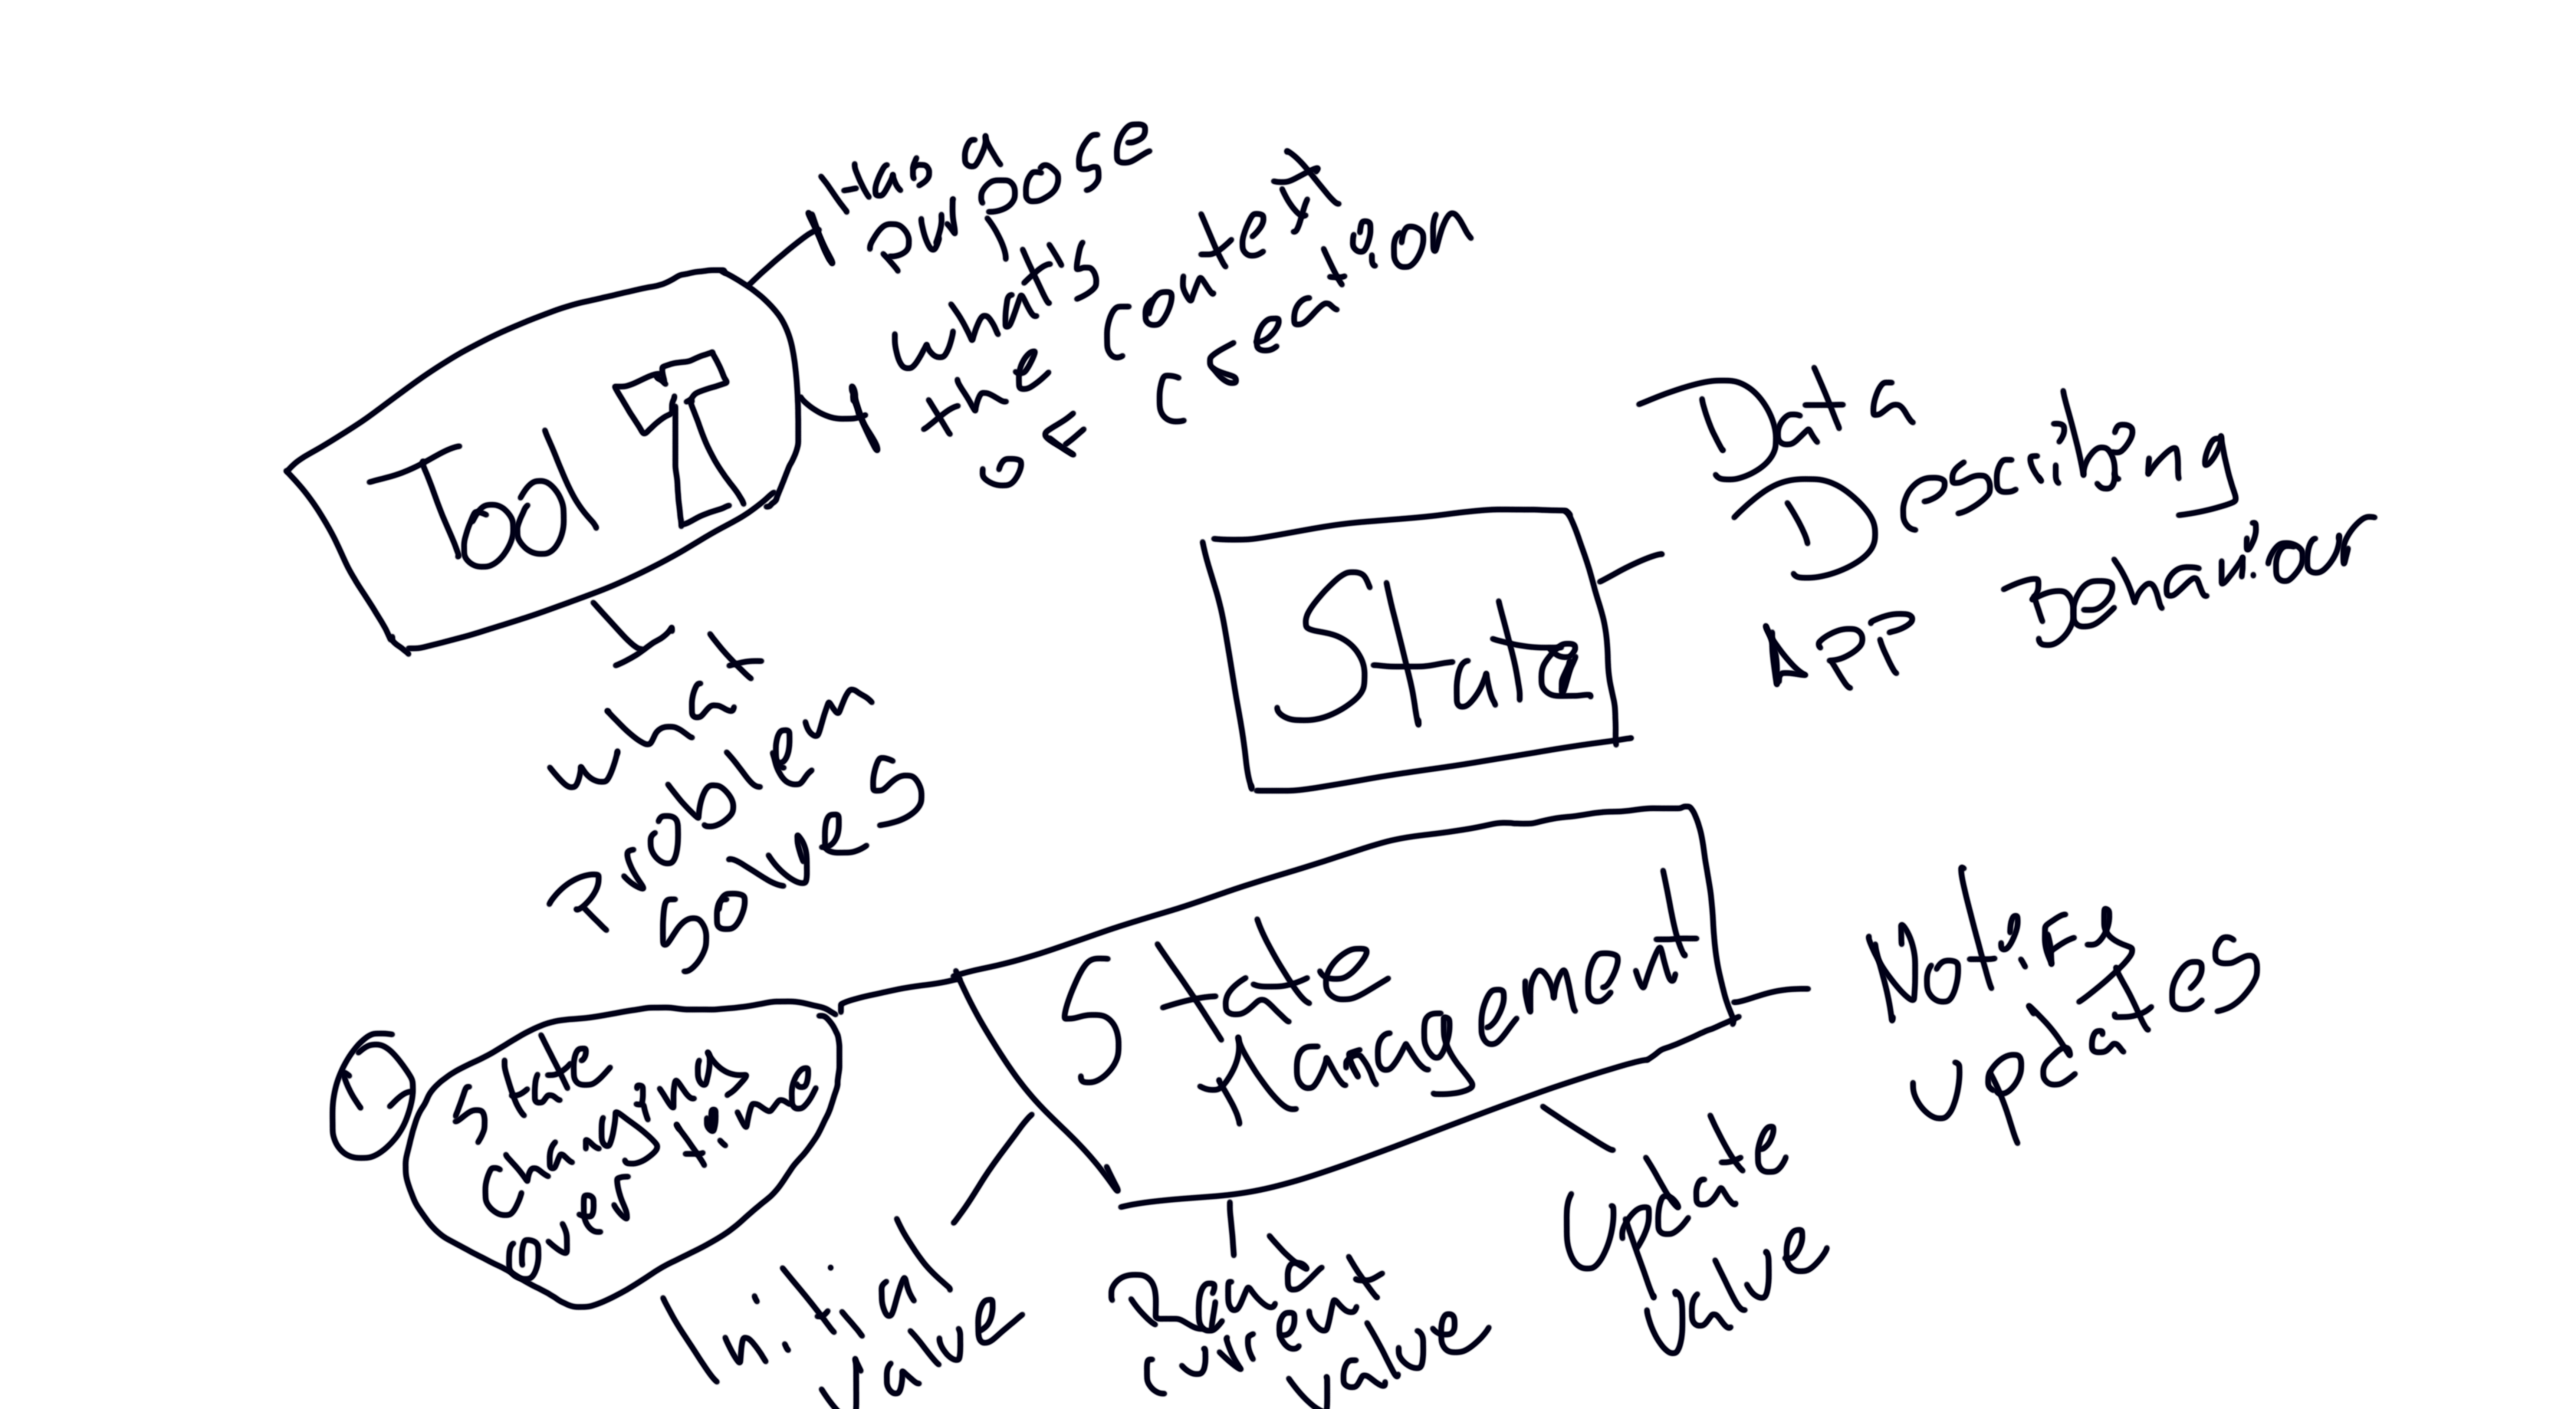 Has a
purpose
what's
the context
of creation
Tool
what
Problem
Solves
Data
Describing
APP Behaviour
State
State
Management
Notify
Updates
State
changing
over time
Initial
Value
Read
current
value
Update
Value